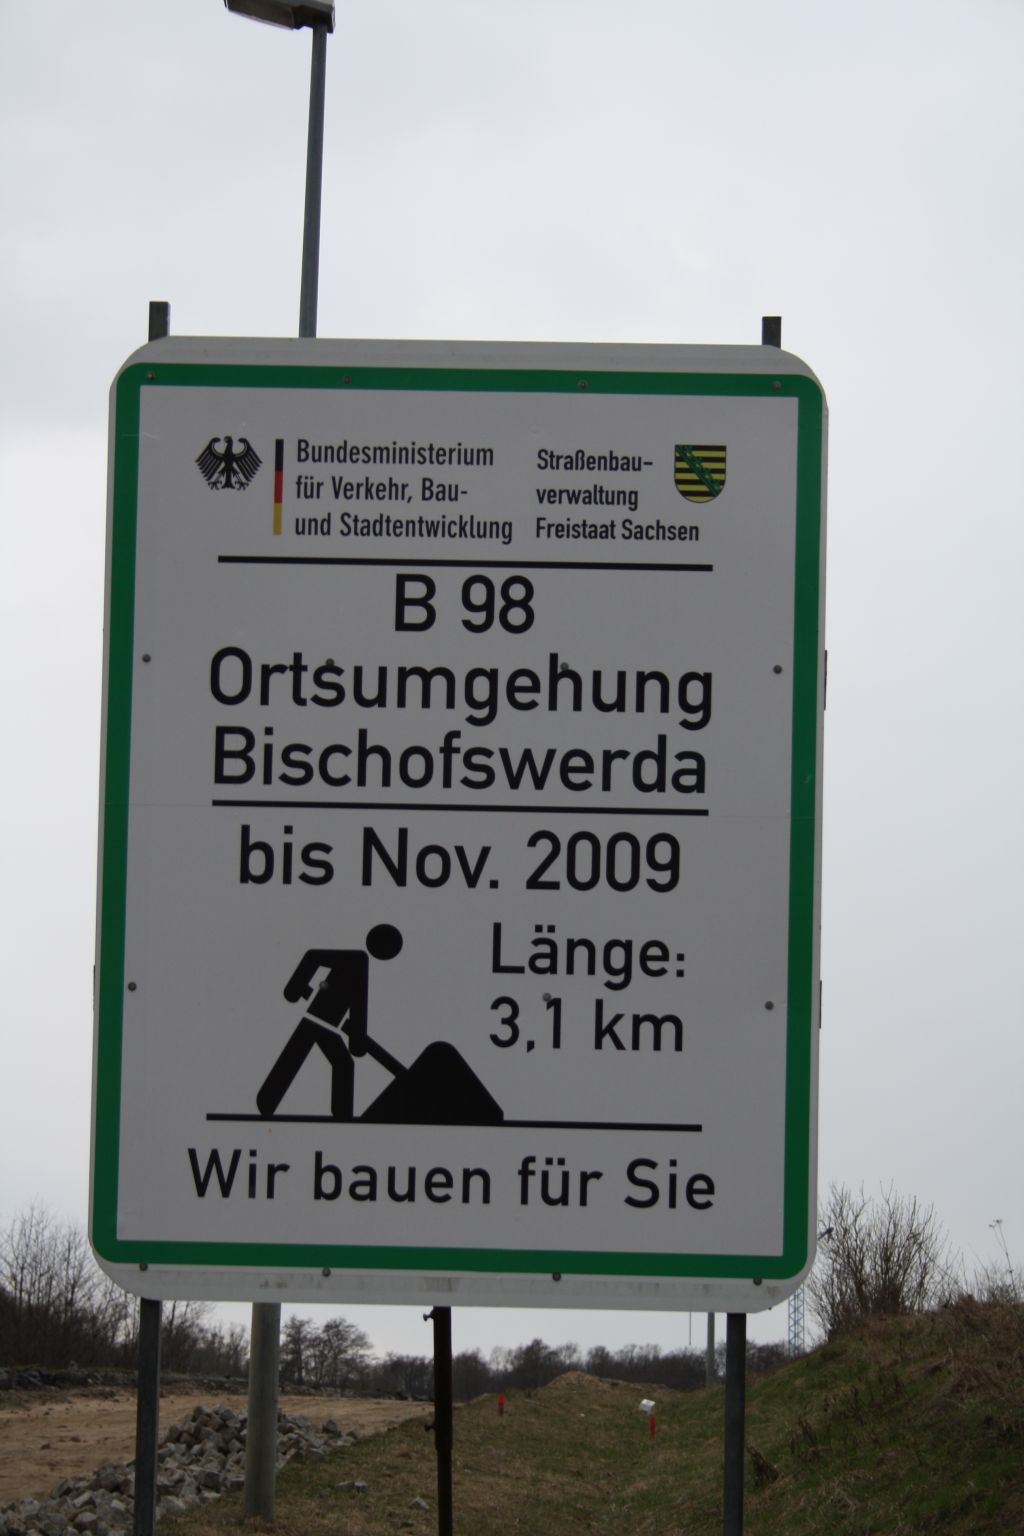 Bundesministerium
für Verkehr, Bau-
und Stadtentwicklung
Straßenbau-
verwaltung
Freistaat Sachsen
B 98
Ortsumgehung
Bischofswerda
bis Nov. 2009
Länge:
3,1 km
Wir bauen für Sie